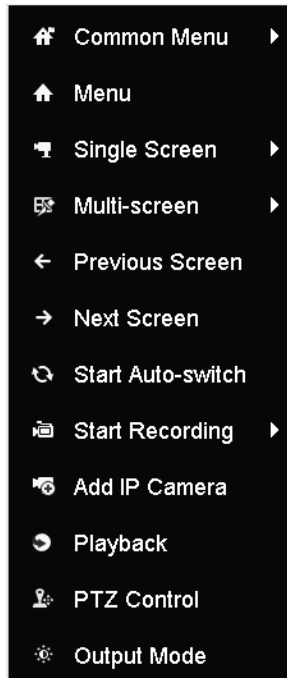 Common Menu
Menu
Single Screen
Multi-screen
Previous Screen
Next Screen
Start Auto-switch
Start Recording
Add IP Camera
Playback
PTZ Control
Output Mode